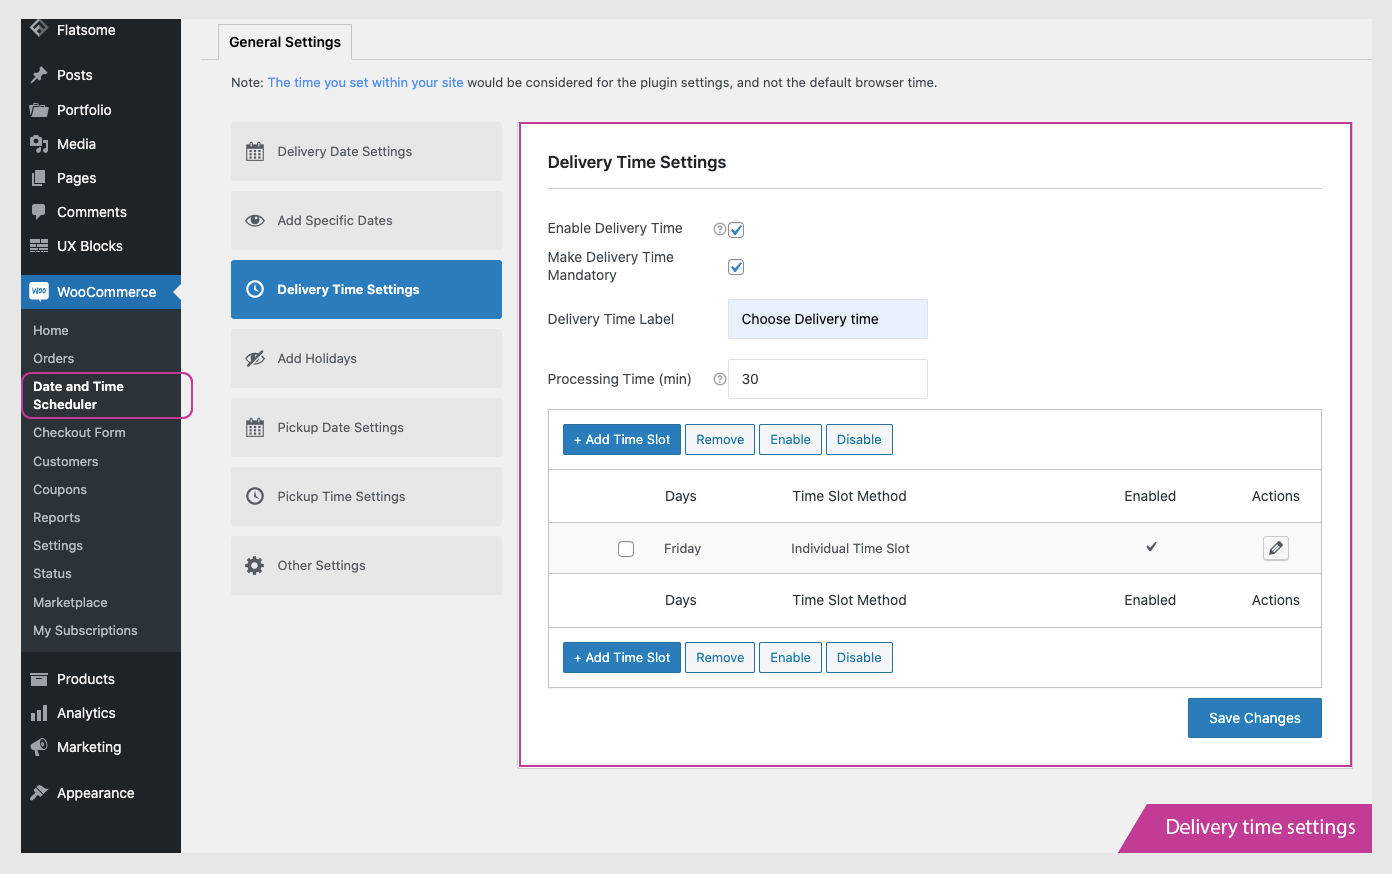 Flatsome
Posts
Portfolio
Media
Pages
Comments
UX Blocks
WOO WooCommerce
Home
Orders
Date and Time
Scheduler
Checkout Form
Customers
Coupons
Reports
Settings
Status
Marketplace
My Subscriptions
Products
Analytics
Marketing
Appearance
General Settings
Note: The time you set within your site would be considered for the plugin settings, and not the default browser time.
Delivery Date Settings
Add Specific Dates
Delivery Time Settings
Add Holidays
Pickup Date Settings
Pickup Time Settings
Other Settings
Delivery Time Settings
Enable Delivery Time ?
Make Delivery Time
Mandatory
Delivery Time Label Choose Delivery time
Processing Time (min) ? 30
+ Add Time Slot Remove Enable Disable
Days Time Slot Method Enabled Actions
Friday Individual Time Slot ✓
Days Time Slot Method Enabled Actions
+ Add Time Slot Remove Enable Disable
Save Changes
Delivery time settings